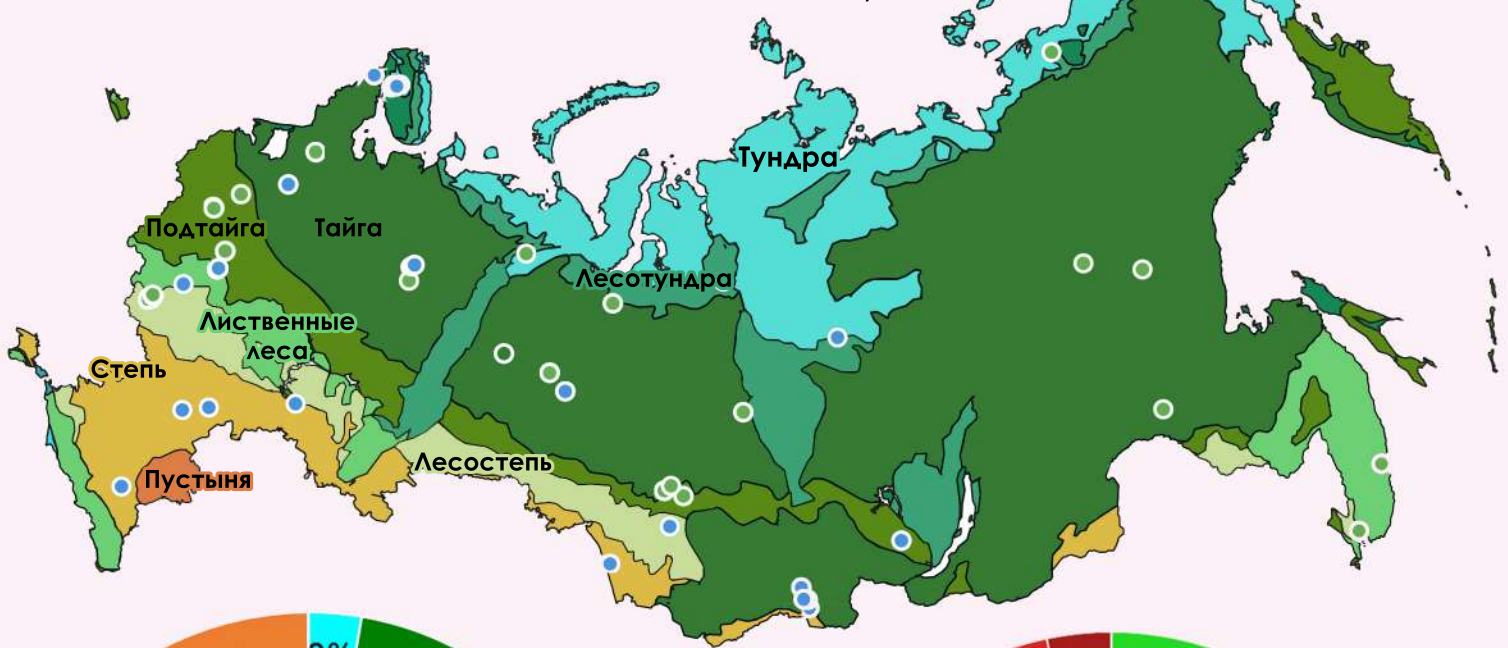 Тундра
Подтайга
Тайга
Лесотундра
Лиственные
леса
Степь
Лесостепь
Пустыня